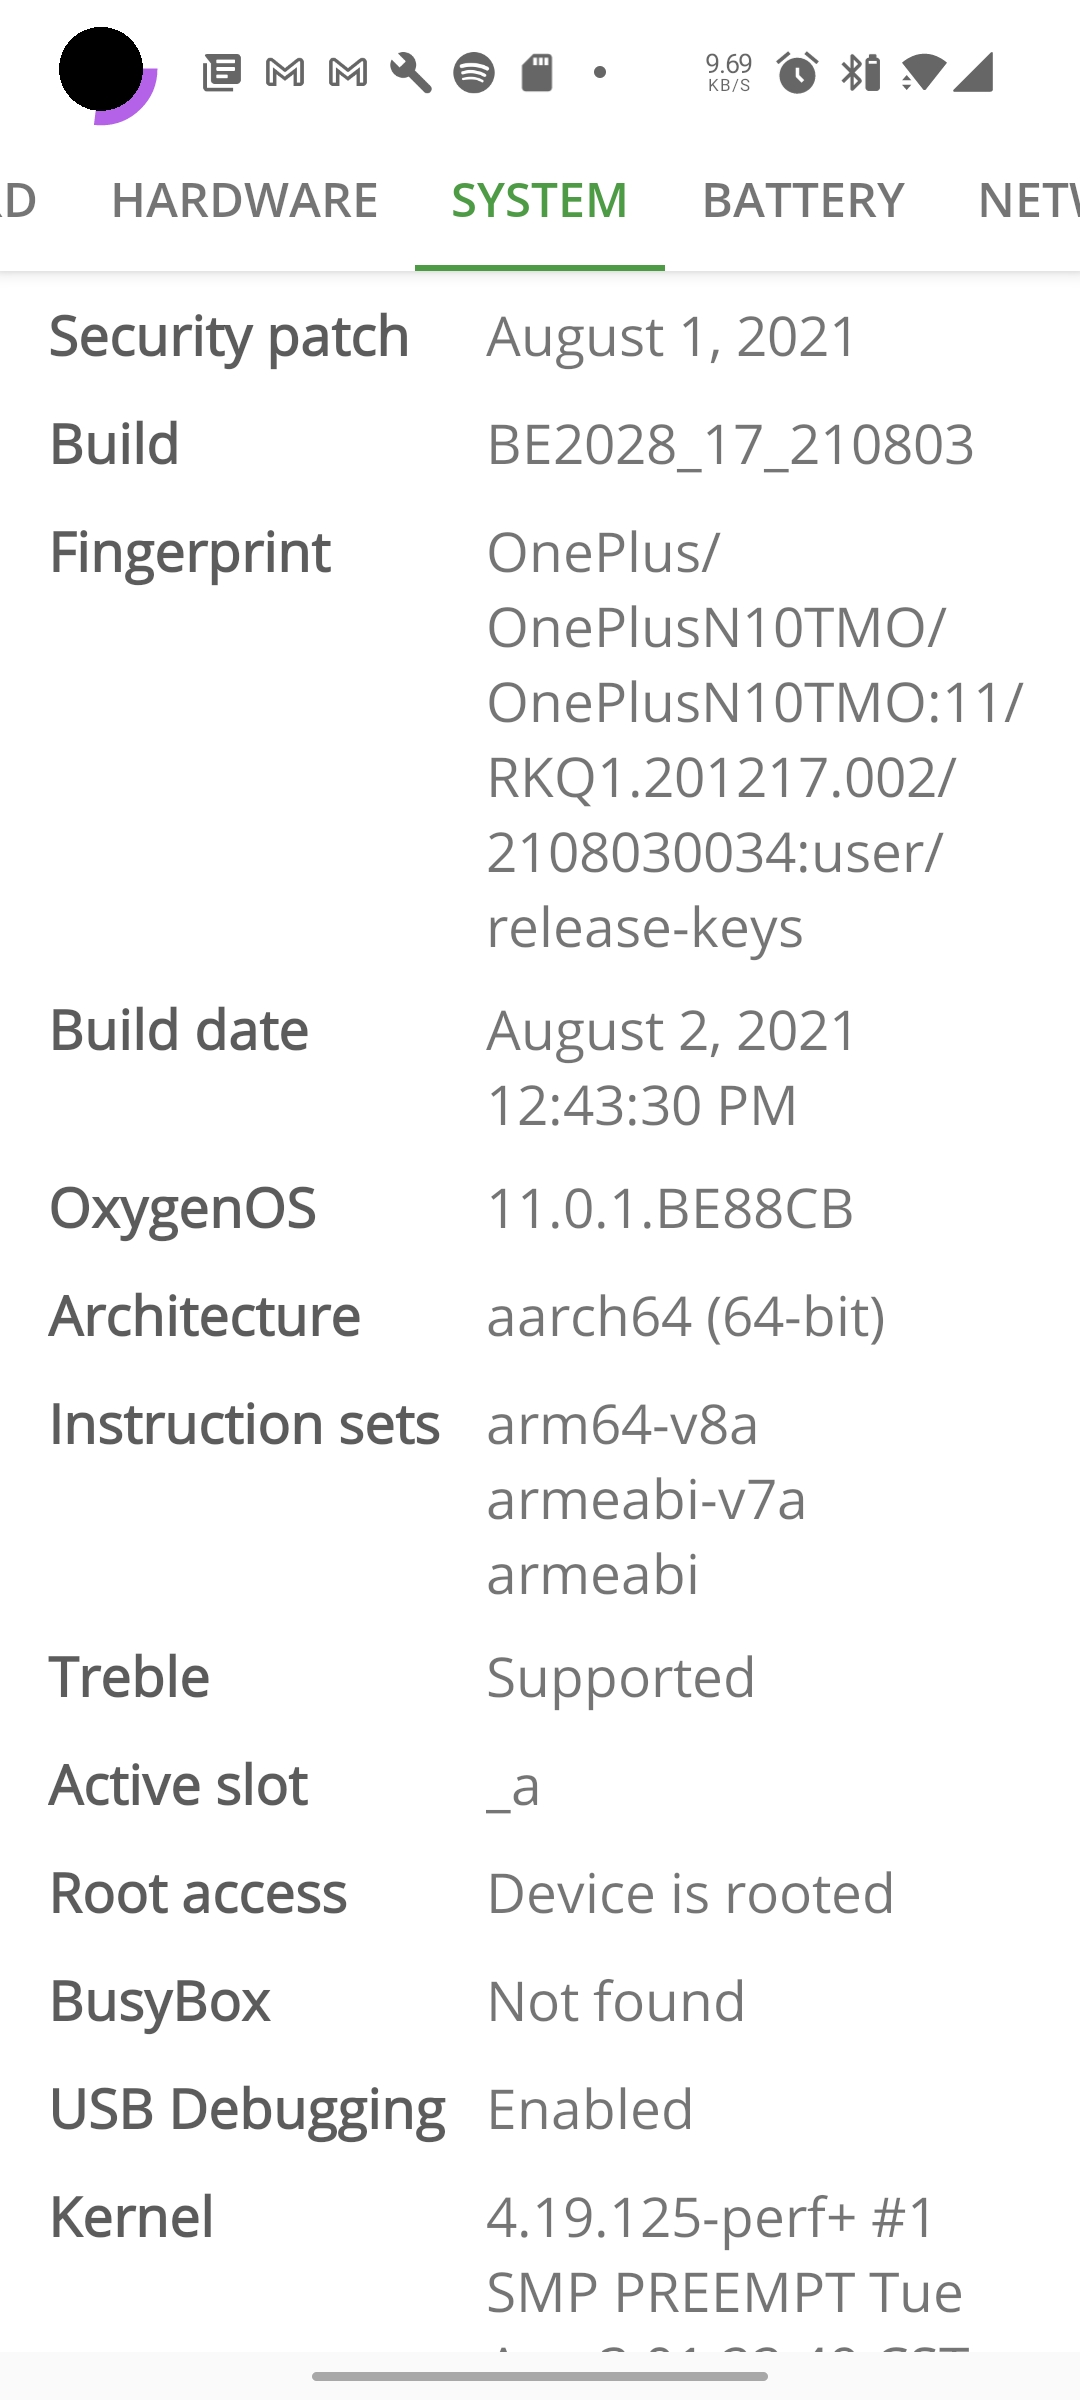 9.69
KB/S
HARDWARE SYSTEM BATTERY
Security patch August 1, 2021
Build BE2028_17_210803
Fingerprint OnePlus/
OnePlusN10TMO/
OnePlusN10TMO:11/
RKQ1.201217.002/
2108030034:user/
release-keys
Build date August 2, 2021
12:43:30 PM
OxygenOS 11.0.1.BE88CB
Architecture aarch64 (64-bit)
Instruction sets arm64-v8a
armeabi-v7a
armeabi
Treble Supported
Active slot _a
Root access Device is rooted
BusyBox Not found
USB Debugging Enabled
Kernel 4.19.125-perf+ #1
SMP PREEMPT Tue